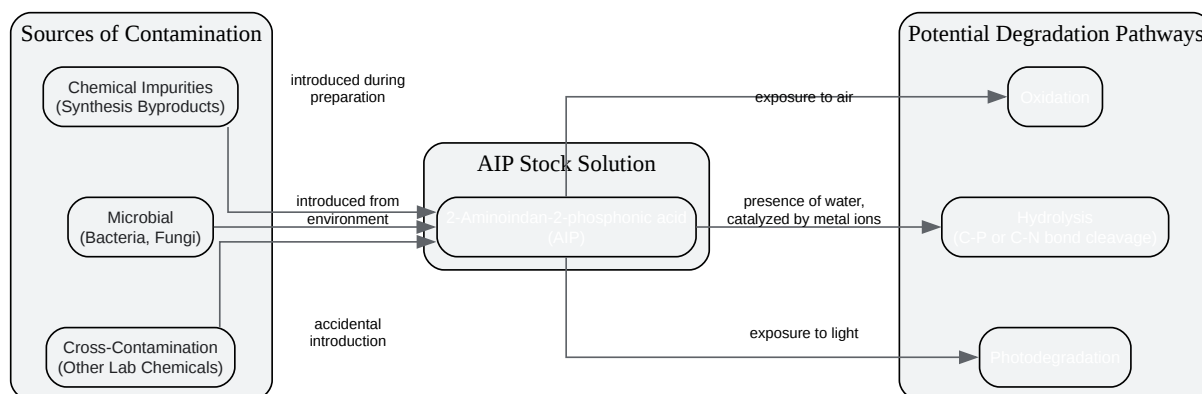 Sources of Contamination
Chemical Impurities
(Synthesis Byproducts)
Microbial
(Bacteria, Fungi)
Cross-Contamination
(Other Lab Chemicals)
introduced during
preparation
introduced from
environment
accidental
introduction
AIP Stock Solution
2-Aminoindan-2-phosphonic acid
(AIP)
exposure to air
presence of water,
catalyzed by metal ions
exposure to light
Potential Degradation Pathways
Oxidation
Hydrolysis
(C-P or C-N bond cleavage)
Photodegradation